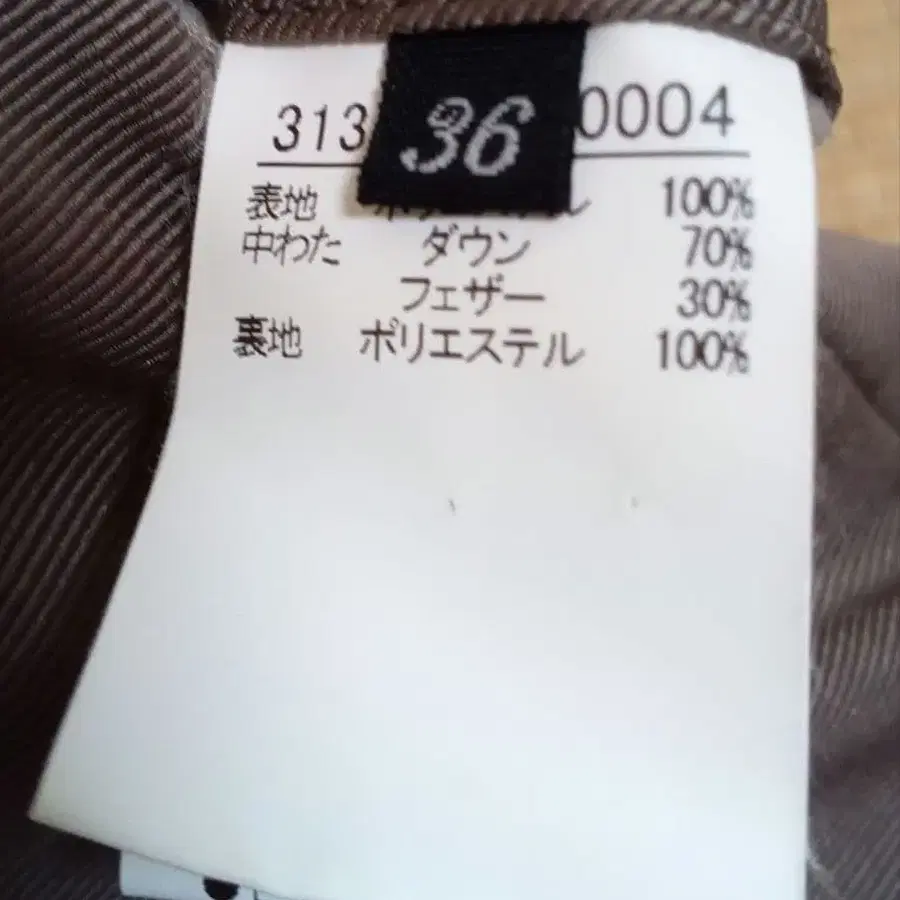 313 36 0004
表地 100%
中わた ダウン 70%
フェザー 30%
裏地 ポリエステル 100%